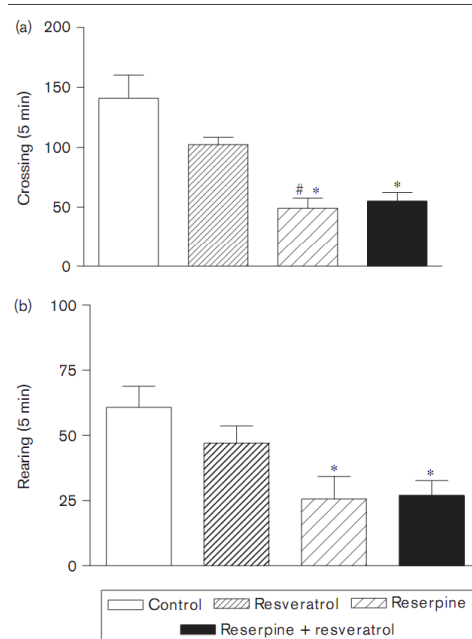 (a)
200
150
100
50
0
Crossing (5 min)
# *
*
(b)
100
75
50
25
0
Rearing (5 min)
*
*
Control Resveratrol Reserpine
Reserpine + resveratrol